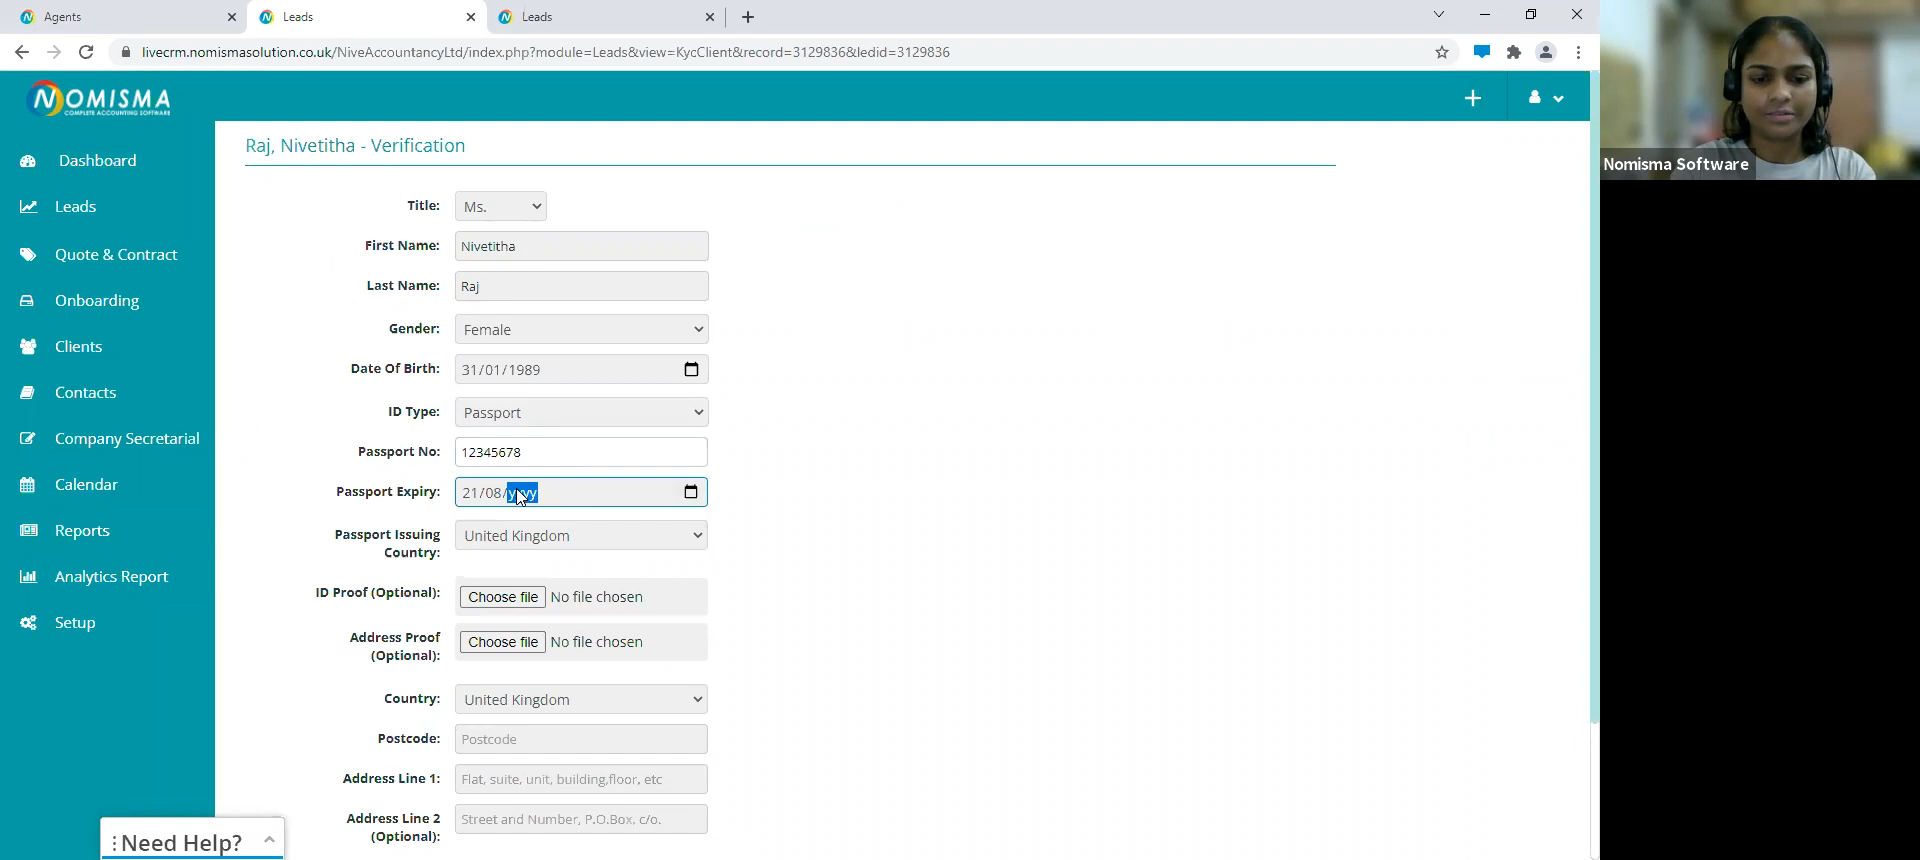 Agents
Leads
Leads
livecrm.nomismasolution.co.uk/NiveAccountancyLtd/index.php?module=Leads&view=KycClient&record=3129836&ledid=3129836
NOMISMA
COMPLETE ACCOUNTING SOFTWARE
Nomisma Software
Dashboard
Leads
Quote & Contract
Onboarding
Clients
Contacts
Company Secretarial
Calendar
Reports
Analytics Report
Setup
Raj, Nivetitha - Verification
Title: Ms.
First Name: Nivetitha
Last Name: Raj
Gender: Female
Date Of Birth: 31/01/1989
ID Type: Passport
Passport No: 12345678
Passport Expiry: 21/08/yyyy
Passport Issuing
Country: United Kingdom
ID Proof (Optional): Choose file No file chosen
Address Proof
(Optional): Choose file No file chosen
Country: United Kingdom
Postcode: Postcode
Address Line 1: Flat, suite, unit, building,floor, etc
Address Line 2
(Optional): Street and Number, P.O.Box, c/o.
Need Help?